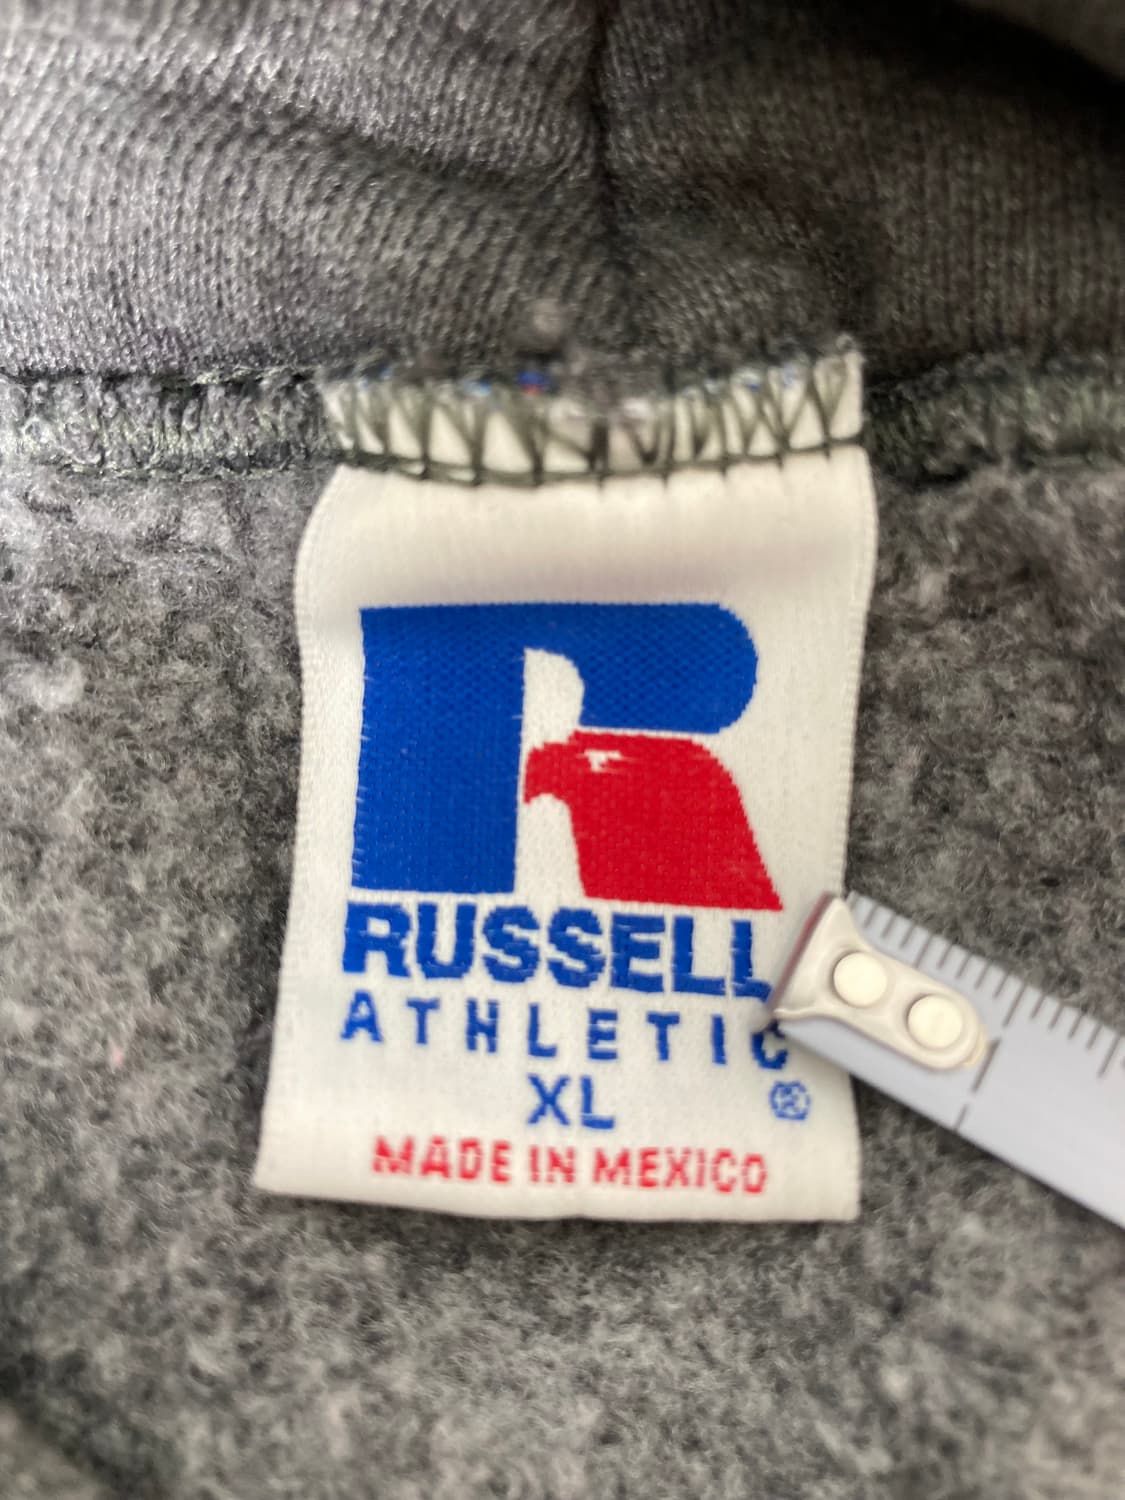 R
RUSSELL
ATHLETIC
XL ®
MADE IN MEXICO